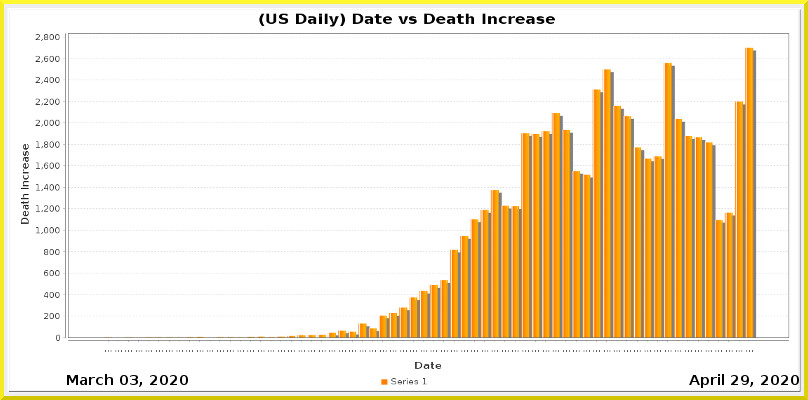 (US Daily) Date vs Death Increase
2,800
2,600
2,400
2,200
2,000
1,800
1,600
1,400
1,200
1,000
800
600
400
200
0
Death Increase
Date
March 03, 2020
Series 1
April 29, 2020